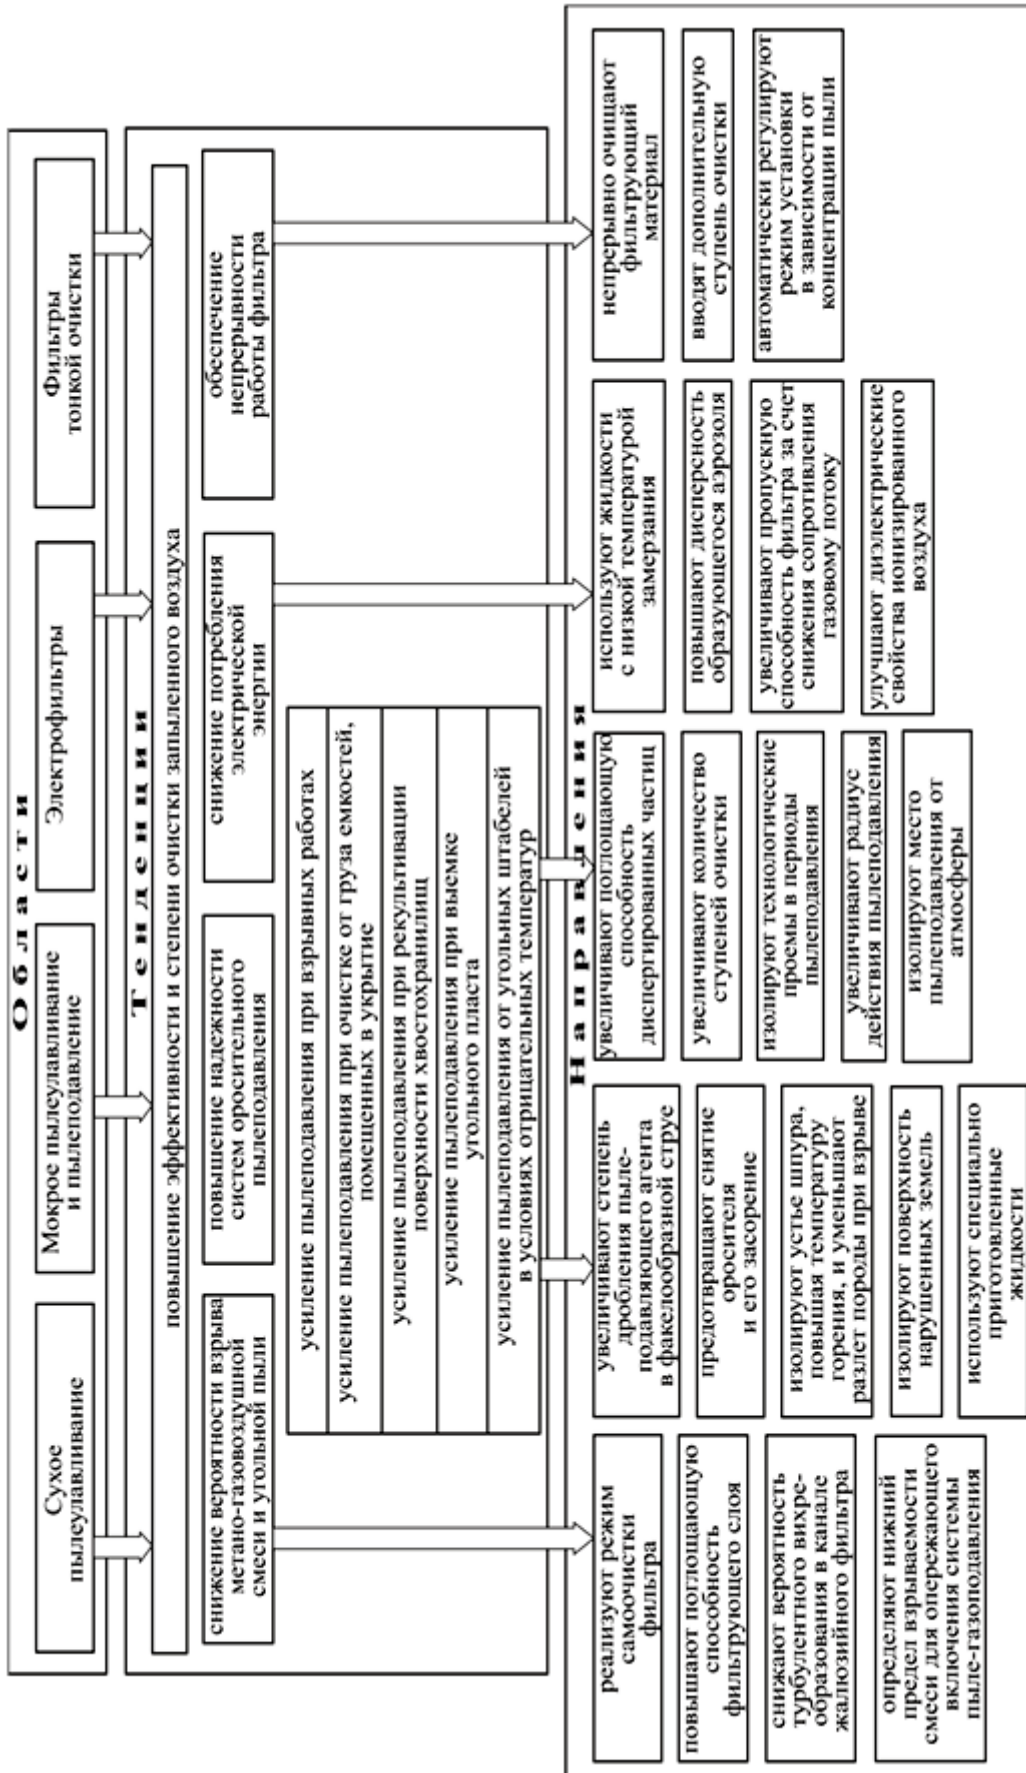 Области
Сухое
пылеулавливание
Мокрое пылеулавливание
и пылеподавление
Электрофильтры
Фильтры
тонкой очистки
Тенденции
повышение эффективности и степени очистки запыленного воздуха
снижение вероятности взрыва
метано-газовоздушной
смеси и угольной пыли
повышение надежности
систем оросительного
пылеподавления
снижение потребления
электрической
энергии
обеспечение
непрерывности
работы фильтра
усиление пылеподавления при взрывных работах
усиление пылеподавления при очистке от груза емкостей,
помещенных в укрытие
усиление пылеподавления при рекультивации
поверхности хвостохранилищ
усиление пылеподавления при выемке
угольного пласта
усиление пылеподавления от угольных штабелей
в условиях отрицательных температур
Направления
реализуют режим
самоочистки
фильтра
повышают поглощающую
способность
фильтрующего слоя
снижают вероятность
турбулентного вихре-
образования в канале
жалюзийного фильтра
определяют нижний
предел взрываемости
смеси для опережающего
включения системы
пыле-газоподавления
увеличивают степень
дробления пыле-
подавляющего агента
в факелообразной струе
предотвращают снятие
оросителя
и его засорение
изолируют устье шпура,
повышая температуру
горения, и уменьшают
разлет породы при взрыве
изолируют поверхность
нарушенных земель
используют специально
приготовленные
жидкости
увеличивают поглощающую
способность
диспергированных частиц
увеличивают количество
ступеней очистки
изолируют технологические
проемы в периоды
пылеподавления
увеличивают радиус
действия пылеподавления
изолируют место
пылеподавления от
атмосферы
используют жидкости
с низкой температурой
замерзания
повышают дисперсность
образующегося аэрозоля
увеличивают пропускную
способность фильтра за счет
снижения сопротивления
газовому потоку
улучшают диэлектрические
свойства ионизированного
воздуха
непрерывно очищают
фильтрующий
материал
вводят дополнительную
ступень очистки
автоматически регулируют
режим установки
в зависимости от
концентрации пыли